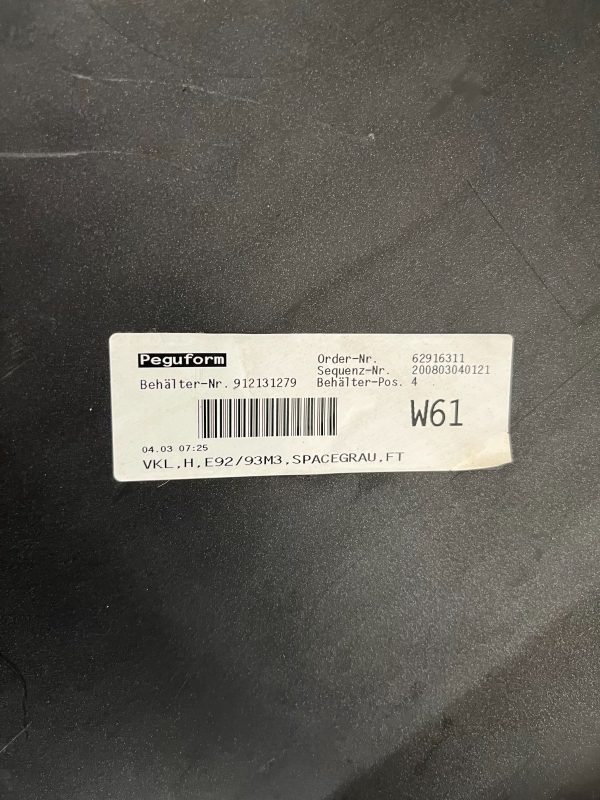 Peguform
Order-Nr. 62916311
Sequenz-Nr. 200803040121
Behälter-Nr. 912131279 Behälter-Pos. 4
W61
04.03 07:25
VKL,H,E92/93M3,SPACEGRAU,FT